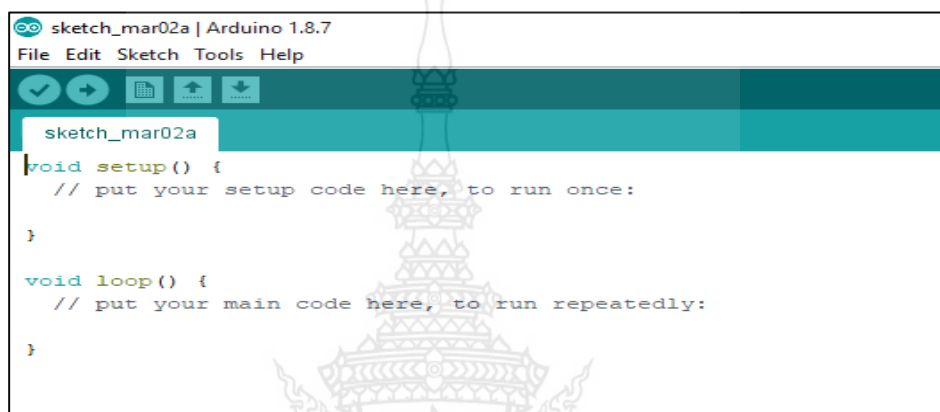 sketch_mar02a | Arduino 1.8.7
File Edit Sketch Tools Help
sketch_mar02a
void setup() {
  // put your setup code here, to run once:
}
void loop() {
  // put your main code here, to run repeatedly:
}